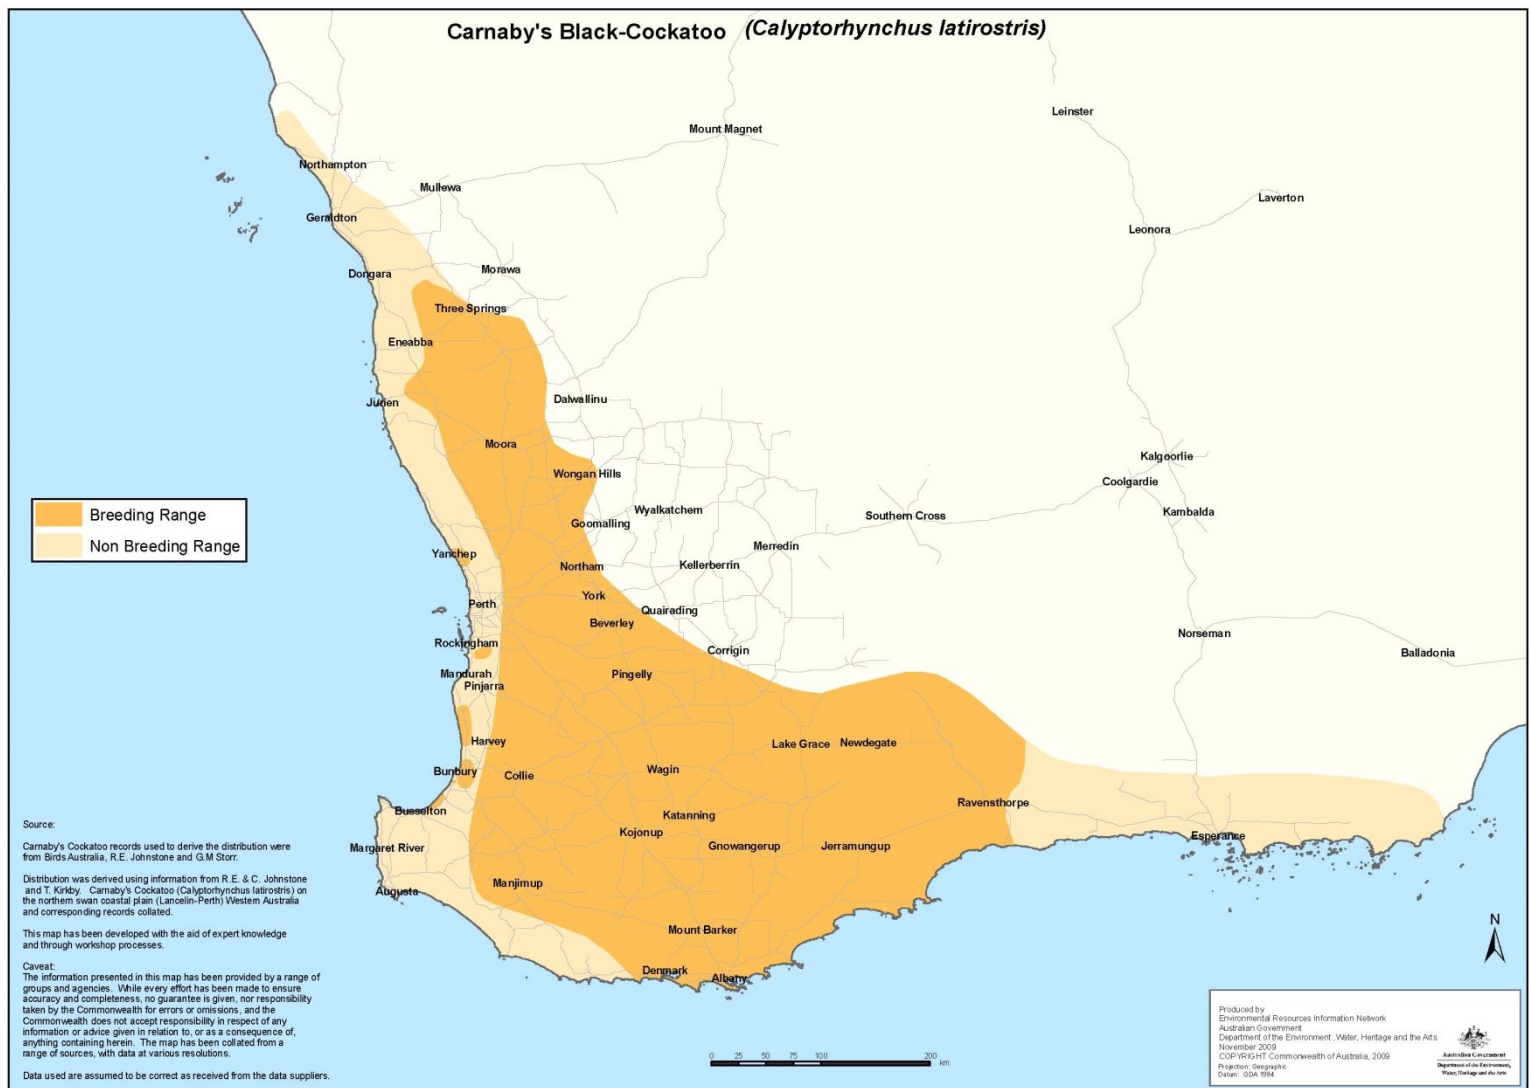 Carnaby's Black-Cockatoo (Calyptorhynchus latirostris)
Leinster
Mount Magnet
Northampton
Mullewa
Laverton
Geraldton
Leonora
Morawa
Dongara
Three Springs
Eneabba
Dalwallinu
Jurien
Moora
Kalgoorlie
Wongan Hills
Coolgardie
Breeding Range
Non Breeding Range
Wyalkatchem
Kambalda
Southern Cross
Goomalling
Merredin
Yanchep
Northam
Kellerberrin
York
Perth
Quairading
Beverley
Norseman
Rockingham
Corrigin
Balladonia
Mandurah
Pingelly
Pinjarra
Harvey
Lake Grace
Newdegate
Bunbury
Collie
Wagin
Ravensthorpe
Busselton
Katanning
Kojonup
Esperance
Margaret River
Gnowangerup
Jerramungup
Manjimup
Augusta
Mount Barker
Denmark
Albany
Source:
Carnaby's Cockatoo records used to derive the distribution were
from Birds Australia, R.E. Johnstone and G.M Storr.
Distribution was derived using information from R.E. & C. Johnstone
and T. Kirkby. Carnaby's Cockatoo (Calyptorhynchus latirostris) on
the northern swan coastal plain (Lancelin-Perth) Western Australia
and corresponding records collated.
This map has been developed with the aid of expert knowledge
and through workshop processes.
Caveat:
The information presented in this map has been provided by a range of
groups and agencies. While every effort has been made to ensure
accuracy and completeness, no guarantee is given, nor responsibility
taken by the Commonwealth for errors or omissions, and the
Commonwealth does not accept responsibility in respect of any
information or advice given in relation to, or as a consequence of,
anything containing herein. The map has been collated from a
range of sources, with data at various resolutions.
Data used are assumed to be correct as received from the data suppliers.
0 25 50 75 100 200
km
N
Produced by
Environmental Resources Information Network
Australian Government
Department of the Environment ,Water, Heritage and the Arts
November 2009
COPYRIGHT Commonwealth of Australia, 2009
Projection: Geographic
Datum: GDA 1994
Australian Government
Department of the Environment,
Water, Heritage and the Arts